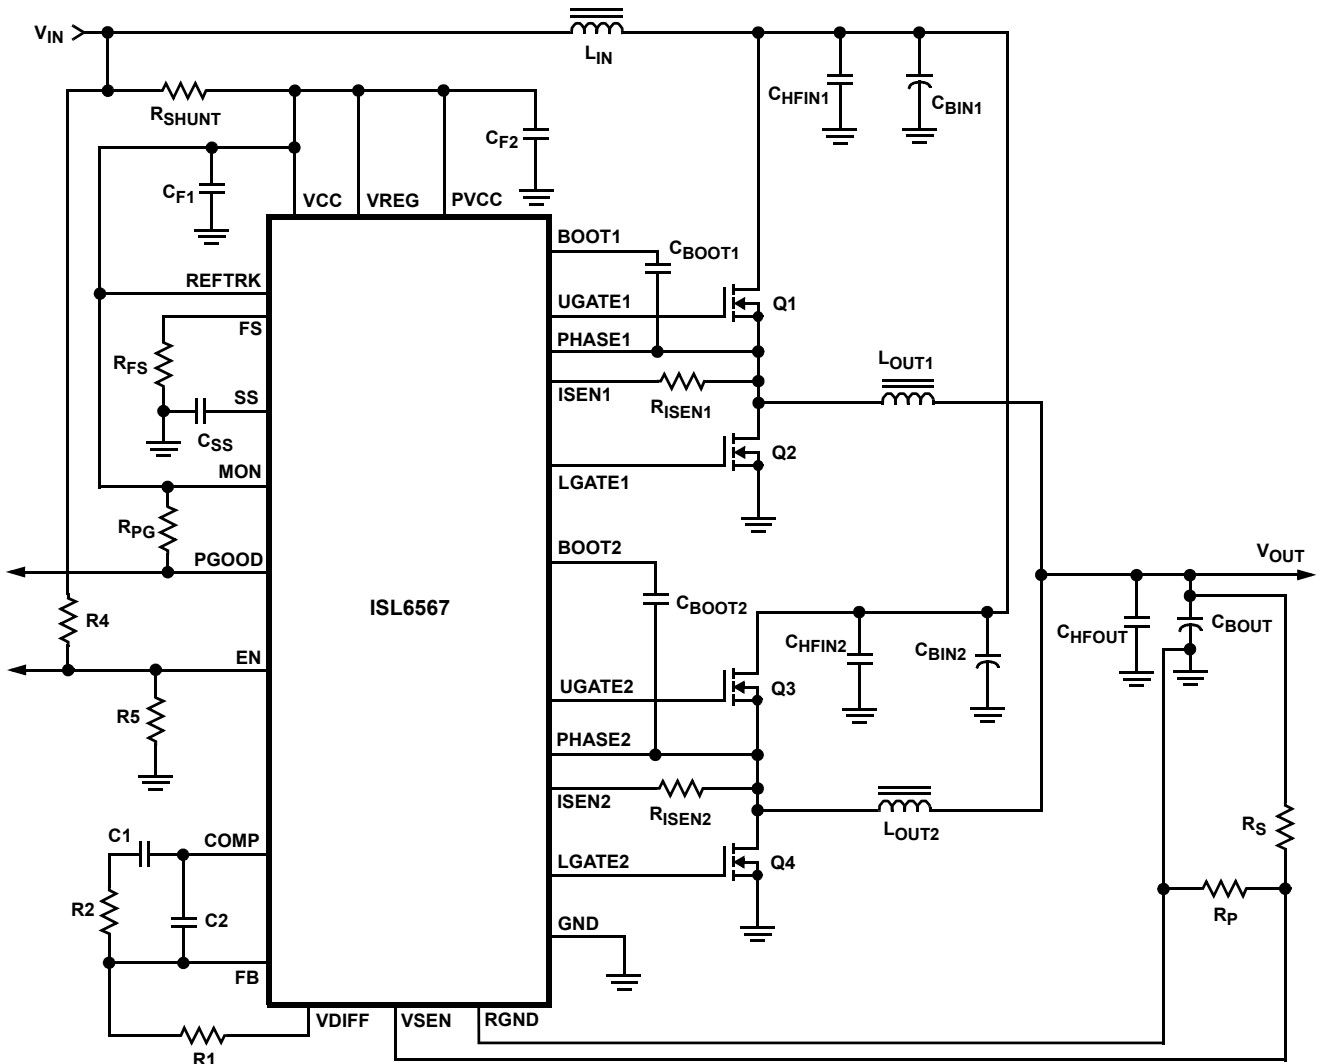 VIN
LIN
RSHUNT
CHFIN1
CBIN1
CF2
CF1
VCC
VREG
PVCC
BOOT1
CBOOT1
REFTRK
UGATE1
Q1
FS
PHASE1
RFS
LOUT1
ISEN1
RISEN1
SS
CSS
Q2
MON
LGATE1
RPG
PGOOD
BOOT2
VOUT
ISL6567
CBOOT2
R4
CHFIN2
CBIN2
CHFOUT
CBOUT
EN
UGATE2
Q3
R5
PHASE2
ISEN2
RISEN2
LOUT2
RS
C1
COMP
LGATE2
Q4
R2
C2
RP
GND
FB
VDIFF
VSEN
RGND
R1